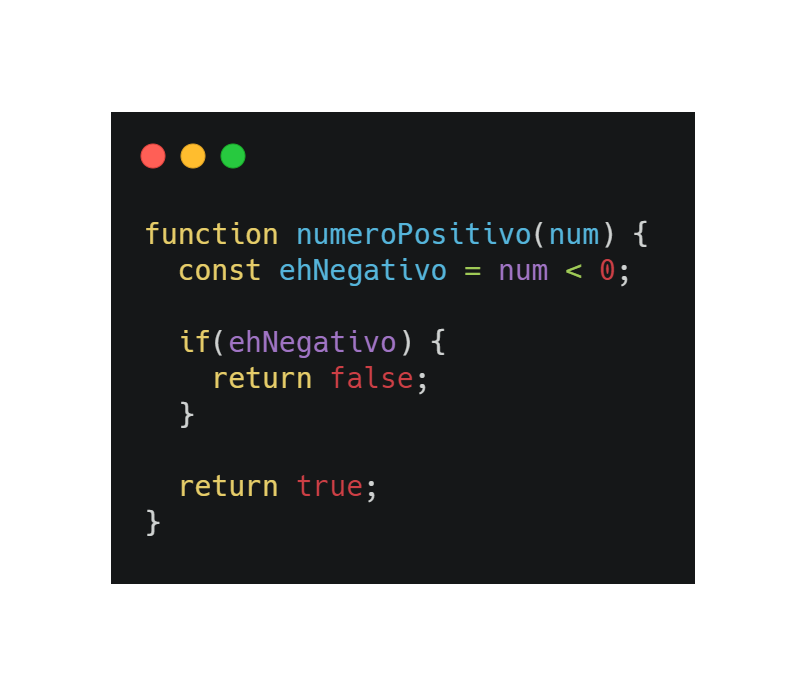 function numeroPositivo(num) {
  const ehNegativo = num < 0;
  if(ehNegativo) {
    return false;
  }
  return true;
}